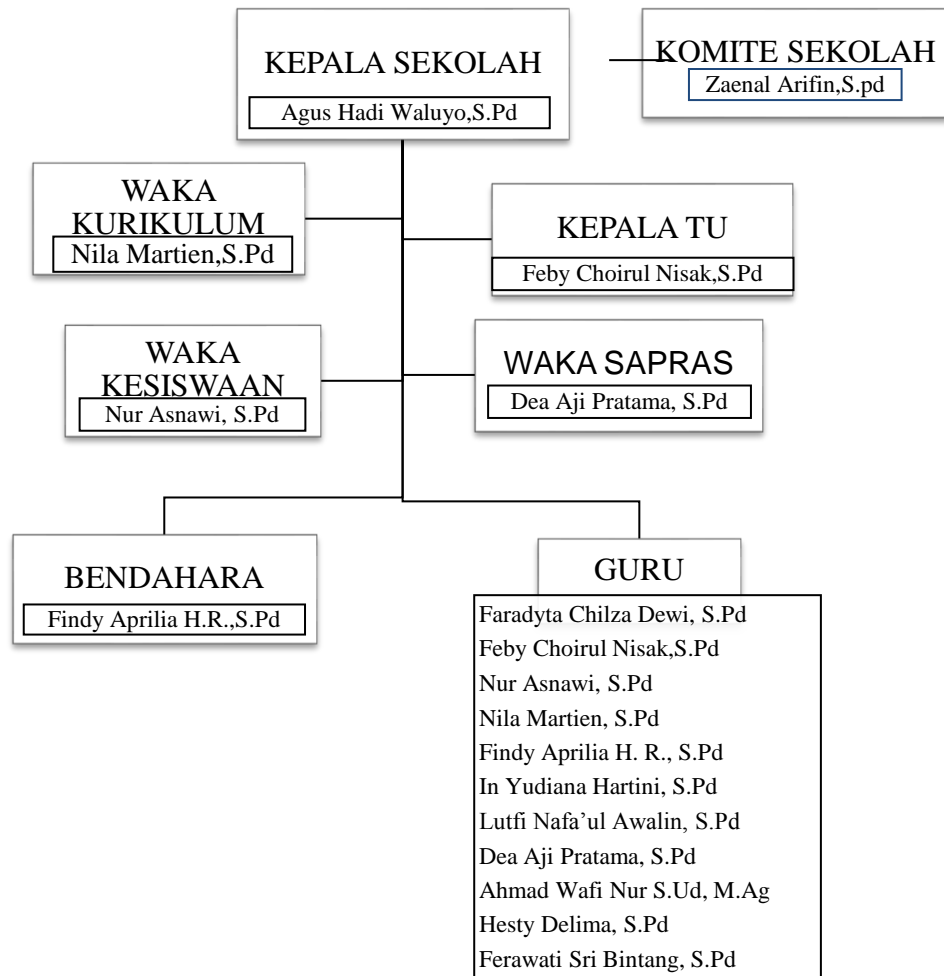 KEPALA SEKOLAH
Agus Hadi Waluyo,S.Pd
KOMITE SEKOLAH
Zaenal Arifin,S.pd
WAKA
KURIKULUM
Nila Martien,S.Pd
KEPALA TU
Feby Choirul Nisak,S.Pd
WAKA
KESISWAAN
Nur Asnawi, S.Pd
WAKA SAPRAS
Dea Aji Pratama, S.Pd
BENDAHARA
Findy Aprilia H.R.,S.Pd
GURU
Faradyta Chilza Dewi, S.Pd
Feby Choirul Nisak,S.Pd
Nur Asnawi, S.Pd
Nila Martien, S.Pd
Findy Aprilia H. R., S.Pd
In Yudiana Hartini, S.Pd
Lutfi Nafa’ul Awalin, S.Pd
Dea Aji Pratama, S.Pd
Ahmad Wafi Nur S.Ud, M.Ag
Hesty Delima, S.Pd
Ferawati Sri Bintang, S.Pd